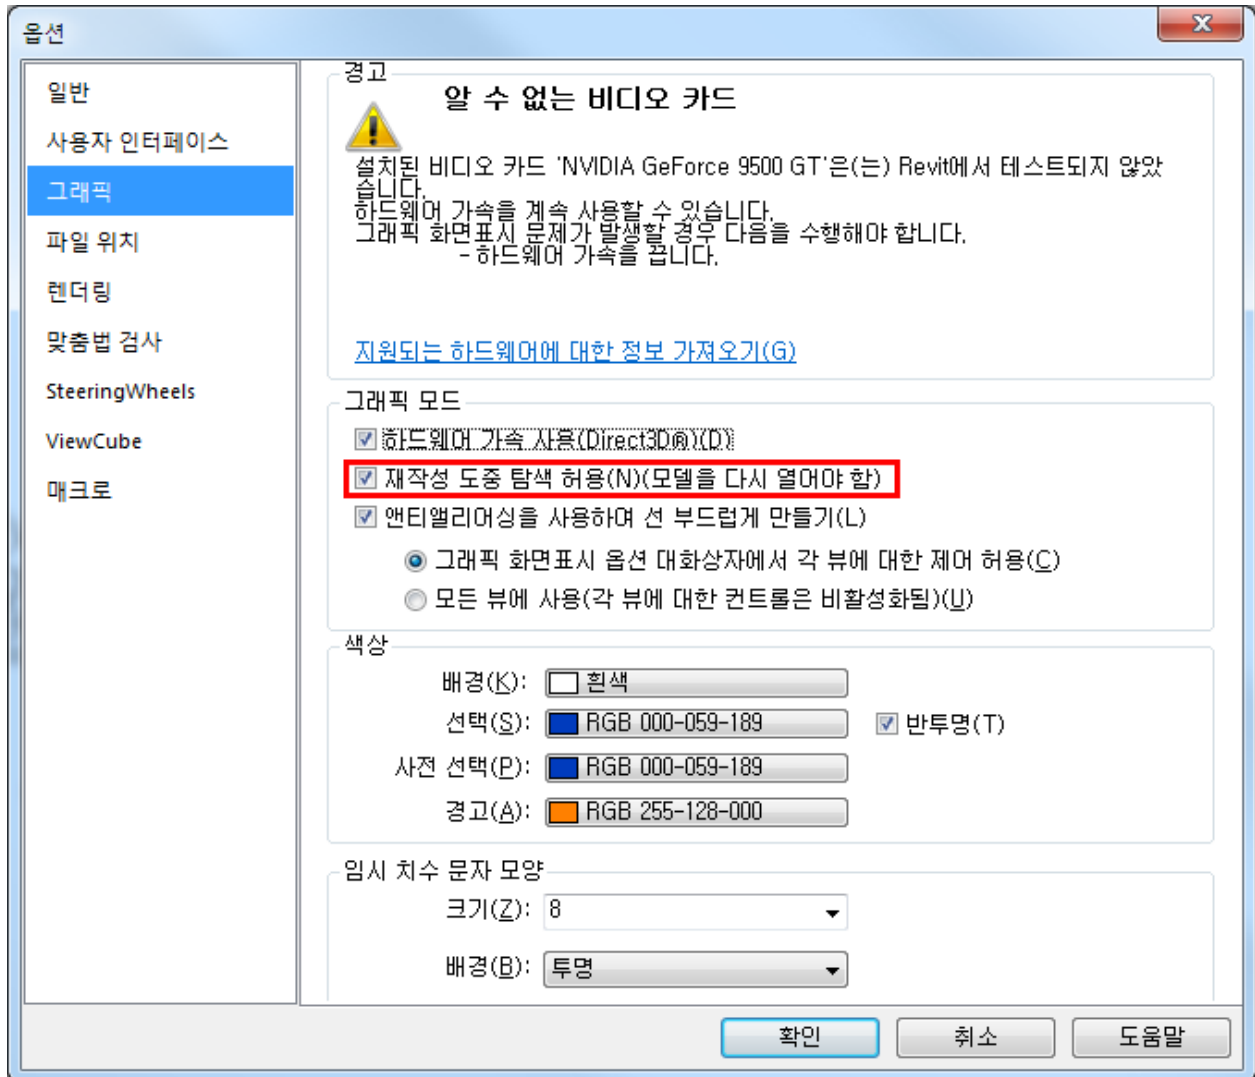 옵션
일반
사용자 인터페이스
그래픽
파일 위치
렌더링
맞춤법 검사
SteeringWheels
ViewCube
매크로
경고
알 수 없는 비디오 카드
설치된 비디오 카드 'NVIDIA GeForce 9500 GT'은(는) Revit에서 테스트되지 않았
습니다.
하드웨어 가속을 계속 사용할 수 있습니다.
그래픽 화면표시 문제가 발생할 경우 다음을 수행해야 합니다.
- 하드웨어 가속을 끕니다.
지원되는 하드웨어에 대한 정보 가져오기(G)
그래픽 모드
하드웨어 가속 사용(Direct3D®)(D)
재작성 도중 탐색 허용(N)(모델을 다시 열어야 함)
앤티앨리어싱을 사용하여 선 부드럽게 만들기(L)
그래픽 화면표시 옵션 대화상자에서 각 뷰에 대한 제어 허용(C)
모든 뷰에 사용(각 뷰에 대한 컨트롤은 비활성화됨)(U)
색상
배경(K): 흰색
선택(S): RGB 000-059-189 반투명(T)
사전 선택(P): RGB 000-059-189
경고(A): RGB 255-128-000
임시 치수 문자 모양
크기(Z): 8
배경(B): 투명
확인 취소 도움말